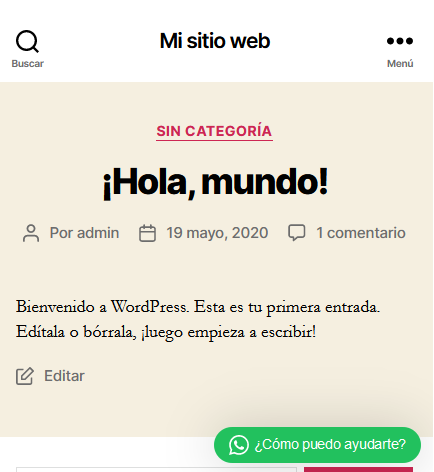 Mi sitio web
Buscar
Menú
SIN CATEGORÍA
¡Hola, mundo!
Por admin 19 mayo, 2020 1 comentario
Bienvenido a WordPress. Esta es tu primera entrada.
Edítala o bórrala, ¡luego empieza a escribir!
Editar
¿Cómo puedo ayudarte?